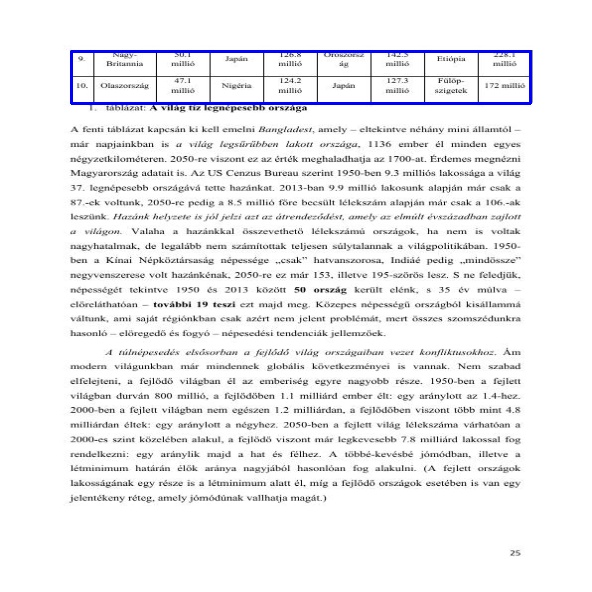 9. Nagy-Britannia 50.1 millió Japán 126.8 millió Oroszország 142.5 millió Etiópia 228.1 millió
10. Olaszország 47.1 millió Nigéria 124.2 millió Japán 127.3 millió Fülöp-szigetek 172 millió
1. táblázat: A világ tíz legnépesebb országa
A fenti táblázat kapcsán ki kell emelni Bangladest, amely – eltekintve néhány mini államtól –
már napjainkban is a világ legsűrűbben lakott országa, 1136 ember él minden egyes
négyzetkilométeren. 2050-re viszont ez az érték meghaladhatja az 1700-at. Érdemes megnézni
Magyarország adatait is. Az US Cenzus Bureau szerint 1950-ben 9.3 milliós lakossága a világ
37. legnépesebb országává tette hazánkat. 2013-ban 9.9 millió lakosunk alapján már csak a
87.-ek voltunk, 2050-re pedig a 8.5 millió főre becsült lélekszám alapján már csak a 106.-ak
leszünk. Hazánk helyzete is jól jelzi azt az átrendeződést, amely az elmúlt évszázadban zajlott
a világon. Valaha a hazánkkal összevethető lélekszámú országok, ha nem is voltak
nagyhatalmak, de legalább nem számítottak teljesen súlytalannak a világpolitikában. 1950-
ben a Kínai Népköztársaság népessége „csak” hatvanszorosa, Indiáé pedig „mindössze”
negyvenszerese volt hazánkénak, 2050-re ez már 153, illetve 195-szörös lesz. S ne feledjük,
népességét tekintve 1950 és 2013 között 50 ország került elénk, s 35 év múlva –
előreláthatóan – további 19 teszi ezt majd meg. Közepes népességű országból kisállammá
váltunk, ami saját régiónkban csak azért nem jelent problémát, mert összes szomszédunkra
hasonló – elöregedő és fogyó – népesedési tendenciák jellemzőek.
A túlnépesedés elsősorban a fejlődő világ országaiban vezet konfliktusokhoz. Ám
modern világunkban már mindennek globális következményei is vannak. Nem szabad
elfelejteni, a fejlődő világban él az emberiség egyre nagyobb része. 1950-ben a fejlett
világban durván 800 millió, a fejlődőben 1.1 milliárd ember élt: egy aránylott az 1.4-hez.
2000-ben a fejlett világban nem egészen 1.2 milliárdan, a fejlődőben viszont több mint 4.8
milliárdan éltek: egy aránylott a négyhez. 2050-ben a fejlett világ lélekszáma várhatóan a
2000-es szint közelében alakul, a fejlődő viszont már legkevesebb 7.8 milliárd lakossal fog
rendelkezni: egy aránylik majd a hat és félhez. A többé-kevésbé jómódban, illetve a
létminimum határán élők aránya nagyjából hasonlóan fog alakulni. (A fejlett országok
lakosságának egy része is a létminimum alatt él, míg a fejlődő országok esetében is van egy
jelentékeny réteg, amely jómódúnak vallhatja magát.)
25